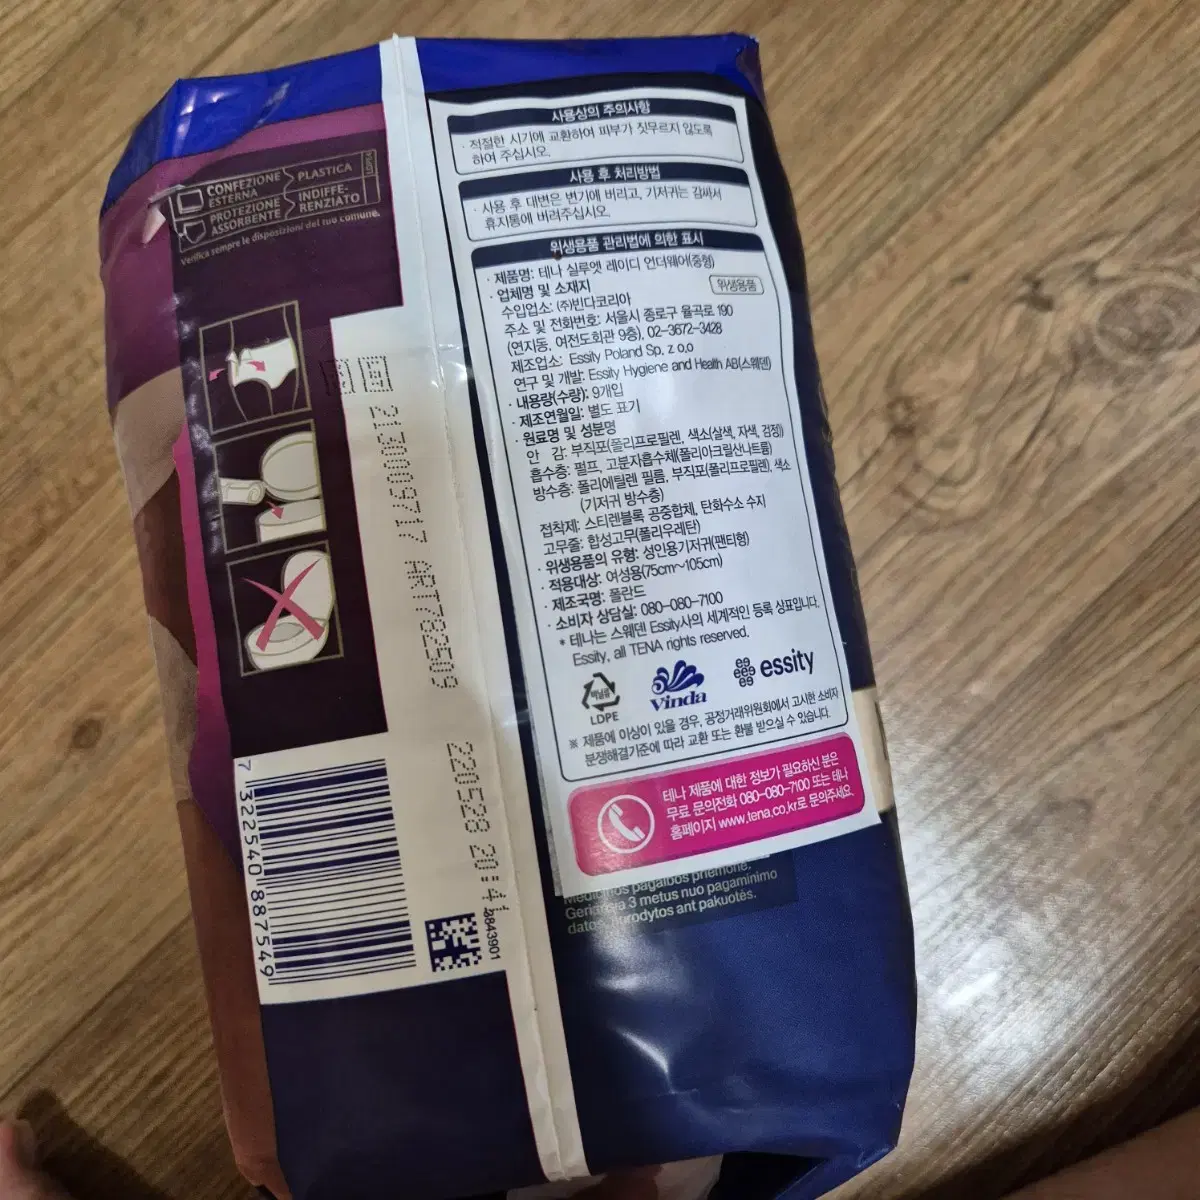 CONFEZIONE ESTERNA
PLASTICA
LDPE4
PROTEZIONE ASSORBENTE
INDIFFE-
RENZIATO
Verifica sempre le disposizioni del tuo comune.
사용상의 주의사항
· 적절한 시기에 교환하여 피부가 짓무르지 않도록
하여 주십시오.
사용 후 처리방법
· 사용 후 대변은 변기에 버리고, 기저귀는 감싸서
휴지통에 버려주십시오.
위생용품 관리법에 의한 표시
· 제품명: 테나 실루엣 레이디 언더웨어(중형)
· 업체명 및 소재지
위생용품
수입업소: (주)빈다코리아
주소 및 전화번호: 서울시 종로구 율곡로 190
(연지동, 여전도회관 9층), 02-3672-3428
제조업소: Essity Poland Sp. z o.o
연구 및 개발: Essity Hygiene and Health AB(스웨덴)
· 내용량(수량): 9개입
· 제조연월일: 별도 표기
· 원료명 및 성분명
안 감: 부직포(폴리프로필렌, 색소(살색, 자색, 검정))
흡수층: 펄프, 고분자흡수체(폴리아크릴산나트륨)
방수층: 폴리에틸렌 필름, 부직포(폴리프로필렌), 색소
(기저귀 방수층)
접착제: 스티렌블록 공중합체, 탄화수소 수지
고무줄: 합성고무(폴리우레탄)
· 위생용품의 유형: 성인용기저귀(팬티형)
· 적용대상: 여성용(75cm~105cm)
· 제조국명: 폴란드
· 소비자 상담실: 080-080-7100
* 테나는 스웨덴 Essity사의 세계적인 등록 상표입니다.
Essity, all TENA rights reserved.
비닐류
LDPE
Vinda
essity
※ 제품에 이상이 있을 경우, 공정거래위원회에서 고시한 소비자
분쟁해결기준에 따라 교환 또는 환불 받으실 수 있습니다.
테나 제품에 대한 정보가 필요하신 분은
무료 문의전화 080-080-7100 또는 테나
홈페이지 www.tena.co.kr로 문의주세요.
pagalbos priemonė.
3 metus nuo pagaminimo
ant pakuotės.
2130009717 ART782509
220528 20:41
7 322540 887549